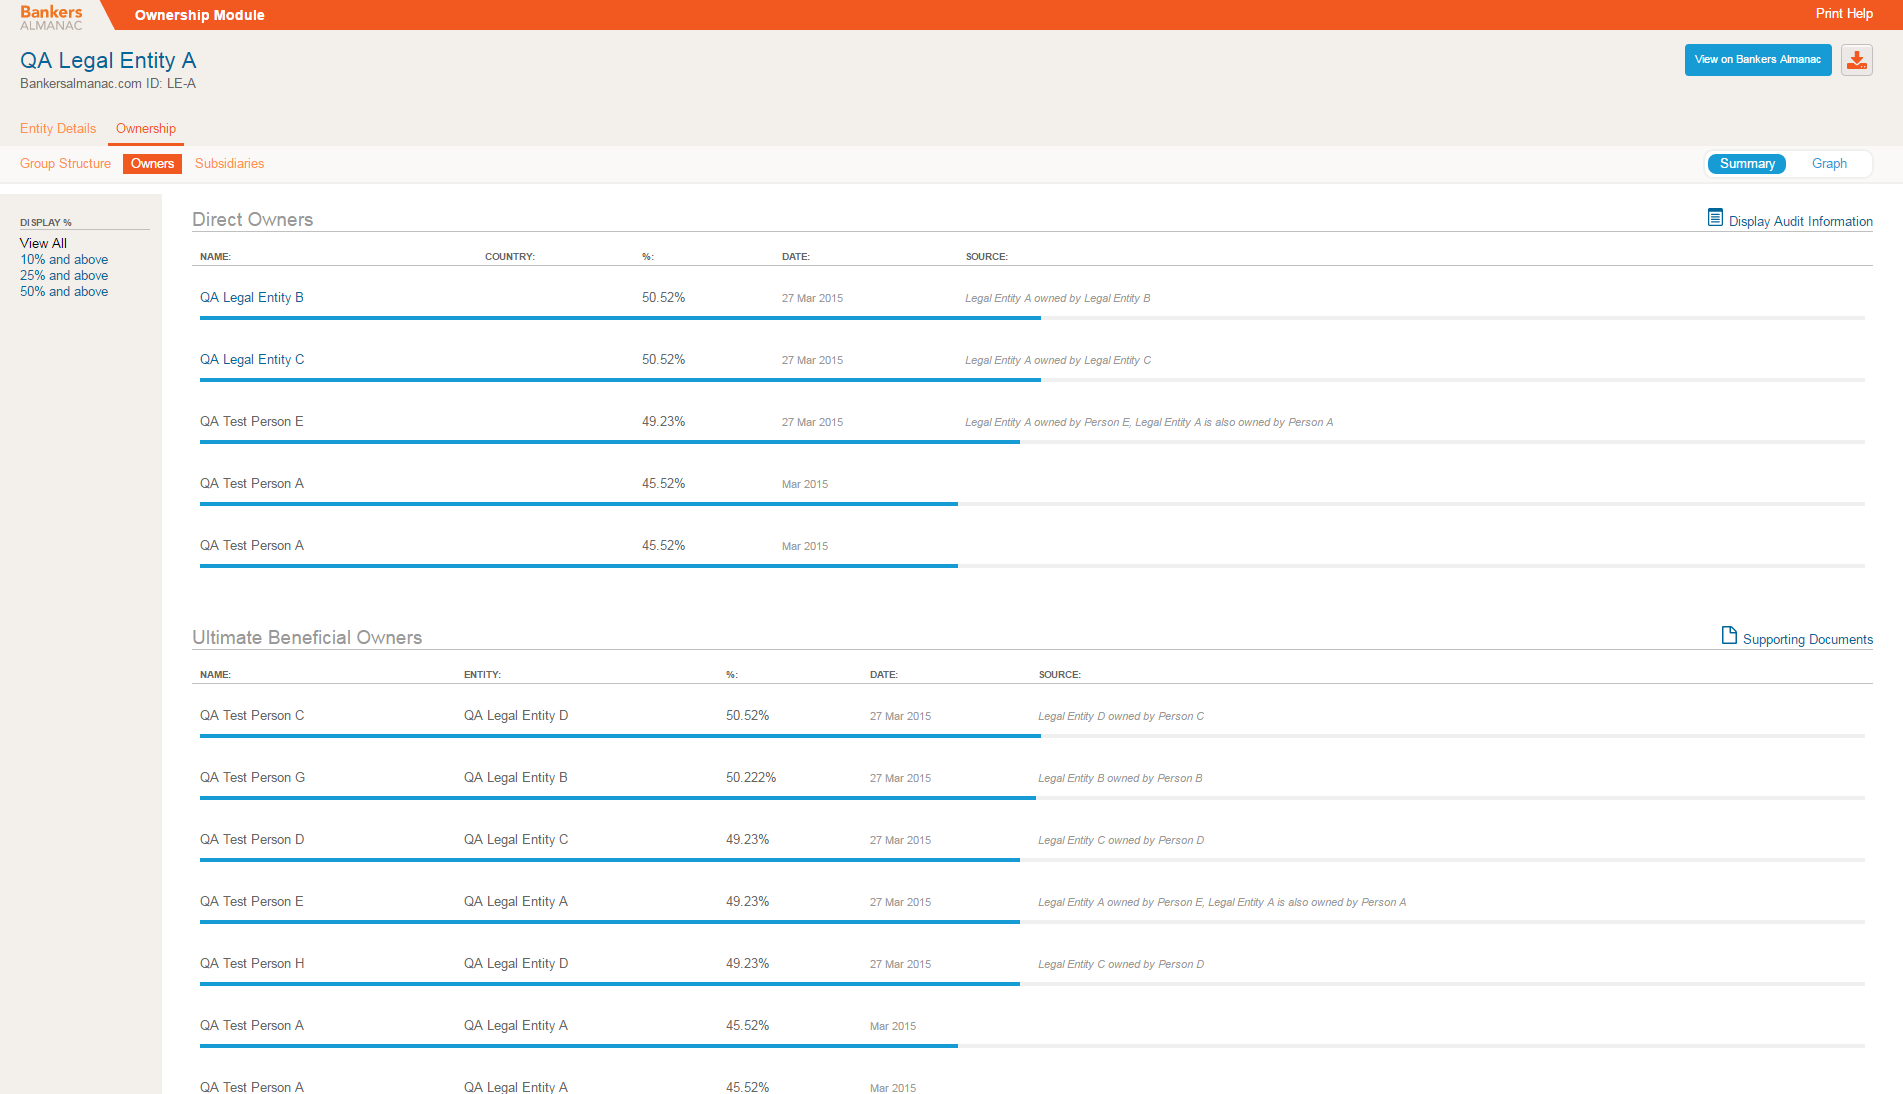 Bankers
ALMANAC
Ownership Module
Print Help
QA Legal Entity A
Bankersalmanac.com ID: LE-A
View on Bankers Almanac
Entity Details Ownership
Group Structure Owners Subsidiaries
Summary Graph
DISPLAY %
View All
10% and above
25% and above
50% and above
Direct Owners
Display Audit Information
NAME: COUNTRY: %: DATE: SOURCE:
QA Legal Entity B 50.52% 27 Mar 2015 Legal Entity A owned by Legal Entity B
QA Legal Entity C 50.52% 27 Mar 2015 Legal Entity A owned by Legal Entity C
QA Test Person E 49.23% 27 Mar 2015 Legal Entity A owned by Person E, Legal Entity A is also owned by Person A
QA Test Person A 45.52% Mar 2015
QA Test Person A 45.52% Mar 2015
Ultimate Beneficial Owners
Supporting Documents
NAME: ENTITY: %: DATE: SOURCE:
QA Test Person C QA Legal Entity D 50.52% 27 Mar 2015 Legal Entity D owned by Person C
QA Test Person G QA Legal Entity B 50.222% 27 Mar 2015 Legal Entity B owned by Person B
QA Test Person D QA Legal Entity C 49.23% 27 Mar 2015 Legal Entity C owned by Person D
QA Test Person E QA Legal Entity A 49.23% 27 Mar 2015 Legal Entity A owned by Person E, Legal Entity A is also owned by Person A
QA Test Person H QA Legal Entity D 49.23% 27 Mar 2015 Legal Entity C owned by Person D
QA Test Person A QA Legal Entity A 45.52% Mar 2015
QA Test Person A QA Legal Entity A 45.52% Mar 2015